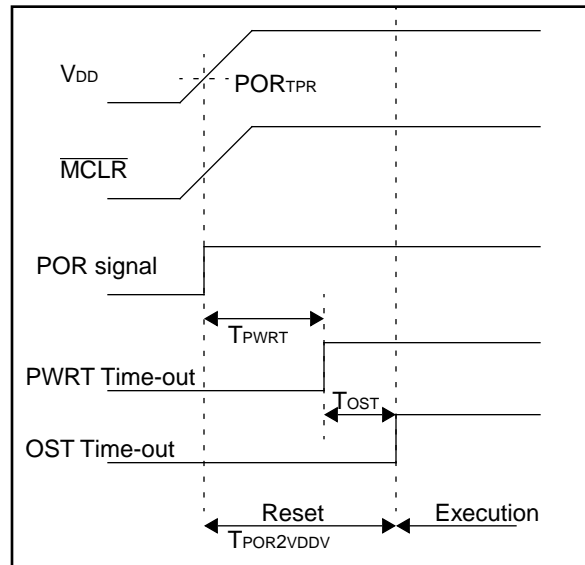 VDD
PORTPR
MCLR
POR signal
TPWRT
PWRT Time-out
TOST
OST Time-out
Reset
Execution
TPOR2VDDV